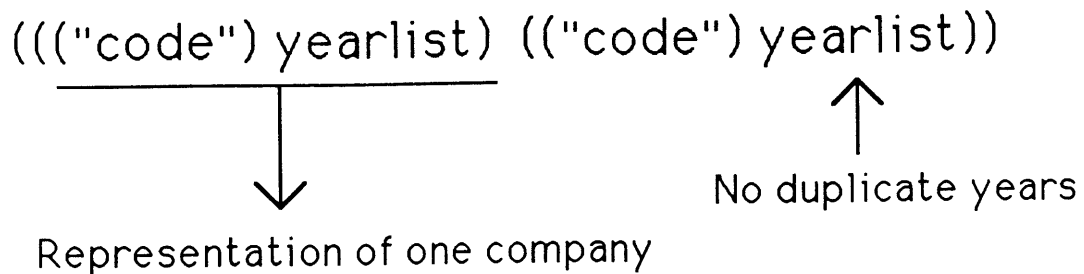 ((("code") yearlist) (("code") yearlist))
No duplicate years
Representation of one company